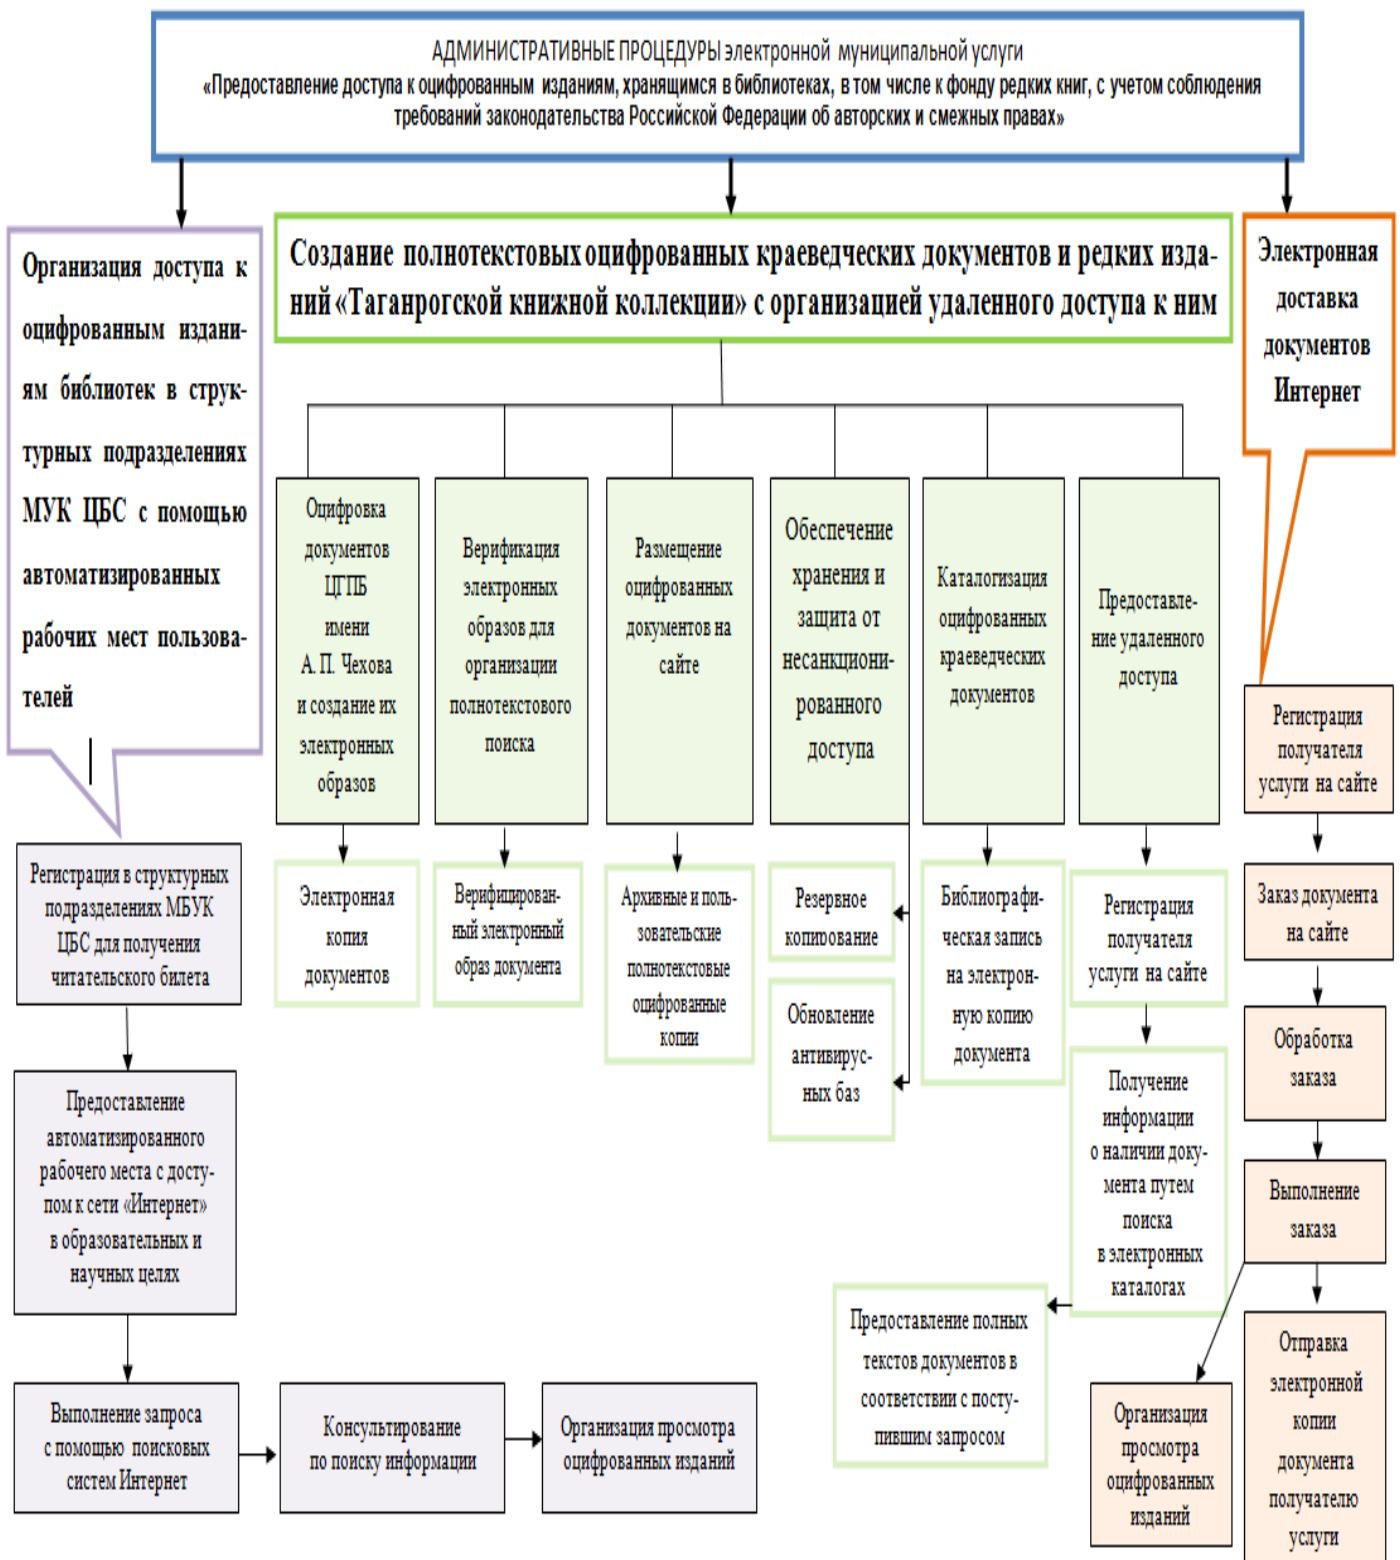 АДМИНИСТРАТИВНЫЕ ПРОЦЕДУРЫ электронной муниципальной услуги
«Предоставление доступа к оцифрованным изданиям, хранящимся в библиотеках, в том числе к фонду редких книг, с учетом соблюдения
требований законодательства Российской Федерации об авторских и смежных правах»
Организация доступа к
оцифрованным издани-
ям библиотек в струк-
турных подразделениях
МУК ЦБС с помощью
автоматизированных
рабочих мест пользова-
телей
Регистрация в структурных
подразделениях МБУК
ЦБС для получения
читательского билета
Предоставление
автоматизированного
рабочего места с досту-
пом к сети «Интернет»
в образовательных и
научных целях
Выполнение запроса
с помощью поисковых
систем Интернет
Консультирование
по поиску информации
Организация просмотра
оцифрованных изданий
Создание полнотекстовых оцифрованных краеведческих документов и редких изда-
ний «Таганрогской книжной коллекции» с организацией удаленного доступа к ним
Оцифровка
документов
ЦГПБ
имени
А. П. Чехова
и создание их
электронных
образов
Электронная
копия
документов
Верификация
электронных
образов для
организации
полнотекстового
поиска
Верифицирован-
ный электронный
образ документа
Размещение
оцифрованных
документов на
сайте
Архивные и поль-
зовательские
полнотекстовые
оцифрованные
копии
Обеспечение
хранения и
защита от
несанкциони-
рованного
доступа
Резервное
копирование
Обновление
антивирус-
ных баз
Каталогизация
оцифрованных
краеведческих
документов
Библиографи-
ческая запись
на электрон-
ную копию
документа
Предоставле-
ние удаленного
доступа
Регистрация
получателя
услуги на сайте
Получение
информации
о наличии доку-
мента путем
поиска
в электронных
каталогах
Предоставление полных
текстов документов в
соответствии с посту-
пившим запросом
Электронная
доставка
документов
Интернет
Регистрация
получателя
услуги на сайте
Заказ документа
на сайте
Обработка
заказа
Выполнение
заказа
Организация
просмотра
оцифрованных
изданий
Отправка
электронной
копии
документа
получателю
услуги